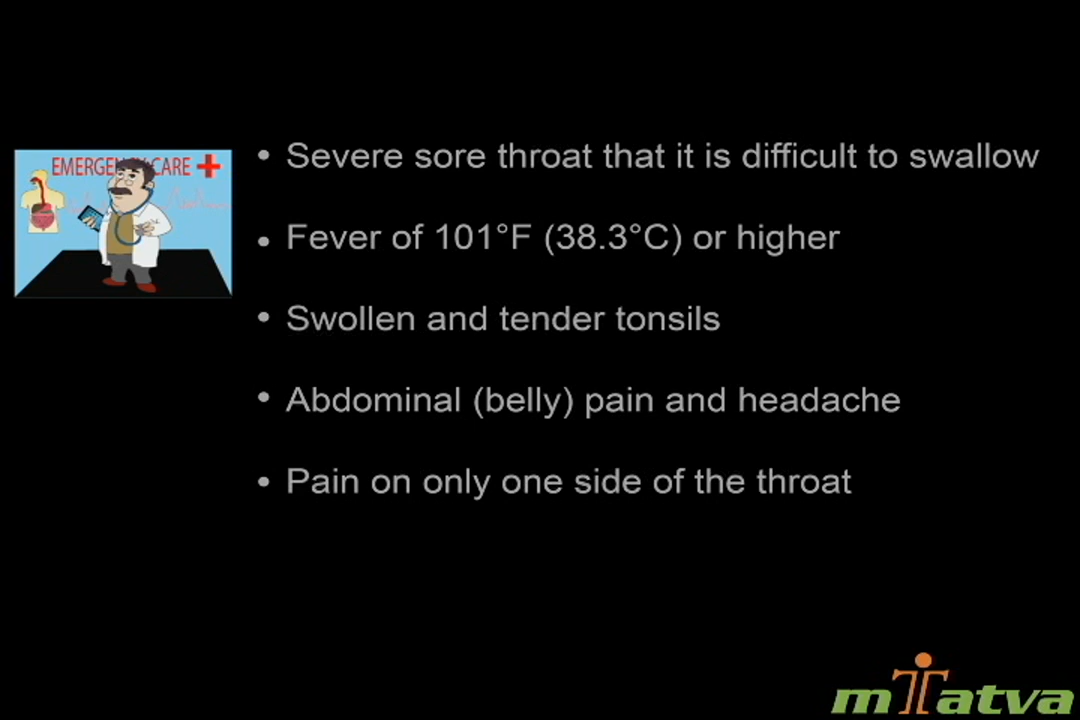 EMERGENCY CARE
• Severe sore throat that it is difficult to swallow
• Fever of 101°F (38.3°C) or higher
• Swollen and tender tonsils
• Abdominal (belly) pain and headache
• Pain on only one side of the throat
mTatva